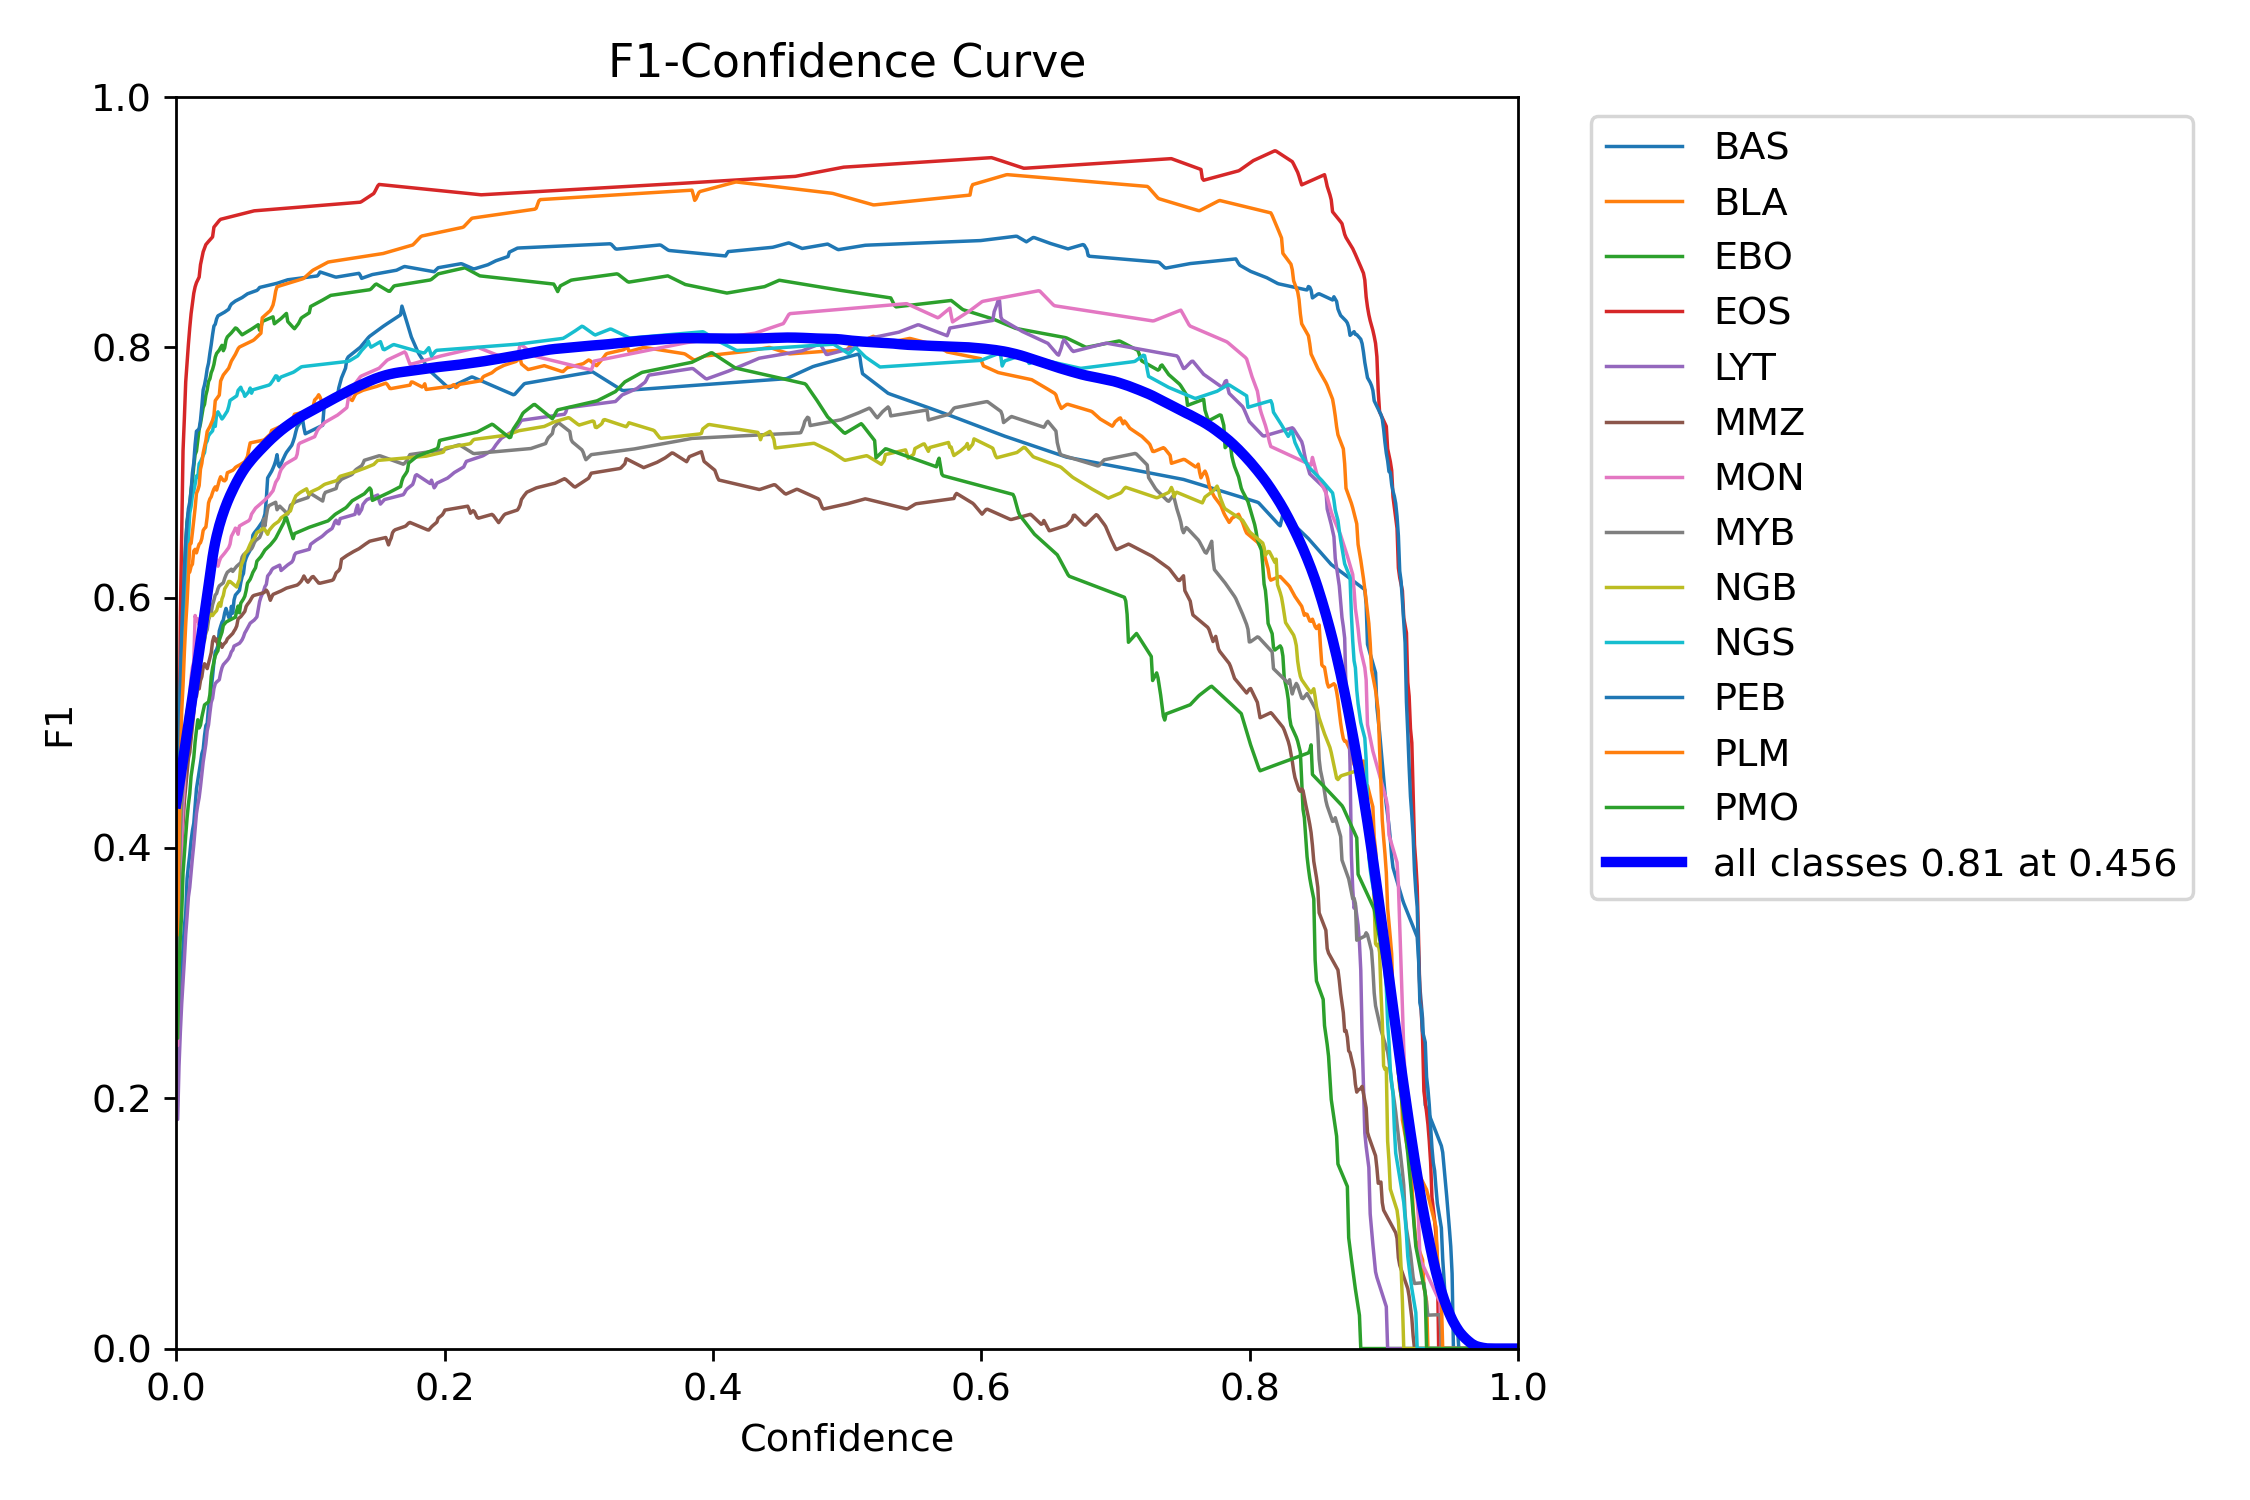 F1-Confidence Curve
1.0
0.8
0.6
0.4
0.2
0.0
F1
0.0 0.2 0.4 0.6 0.8 1.0
Confidence
BAS
BLA
EBO
EOS
LYT
MMZ
MON
MYB
NGB
NGS
PEB
PLM
PMO
all classes 0.81 at 0.456